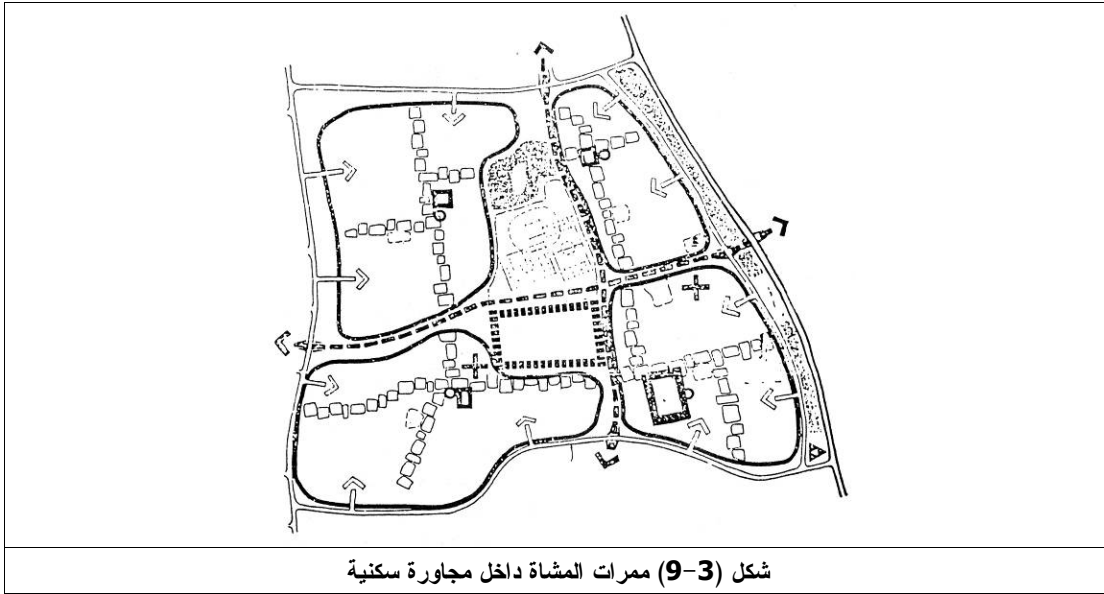 شكل (3-9) ممرات المشاة داخل مجاورة سكنية